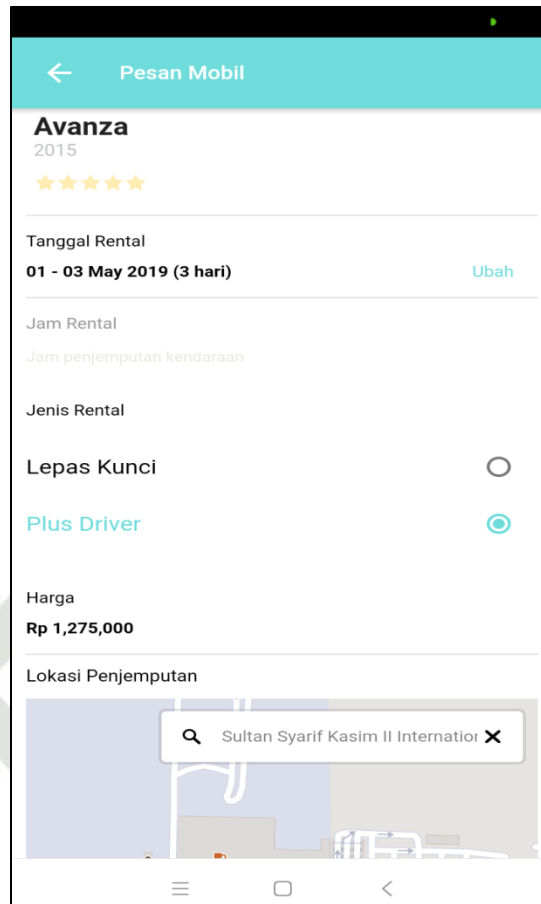 Pesan Mobil
Avanza
2015
Tanggal Rental
01 - 03 May 2019 (3 hari)
Ubah
Jam Rental
Jam penjemputan kendaraan
Jenis Rental
Lepas Kunci
Plus Driver
Harga
Rp 1,275,000
Lokasi Penjemputan
Sultan Syarif Kasim II Internation